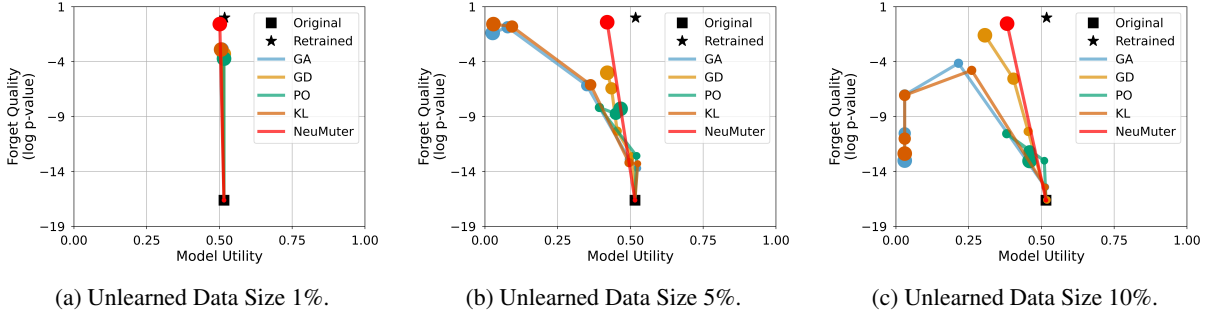 1
−4
−9
−14
−19
0.00 0.25 0.50 0.75 1.00
Model Utility
Forget Quality
(log p-value)
Original
Retrained
GA
GD
PO
KL
NeuMuter
(a) Unlearned Data Size 1%.
1
−4
−9
−14
−19
0.00 0.25 0.50 0.75 1.00
Model Utility
Forget Quality
(log p-value)
Original
Retrained
GA
GD
PO
KL
NeuMuter
(b) Unlearned Data Size 5%.
1
−4
−9
−14
−19
0.00 0.25 0.50 0.75 1.00
Model Utility
Forget Quality
(log p-value)
Original
Retrained
GA
GD
PO
KL
NeuMuter
(c) Unlearned Data Size 10%.